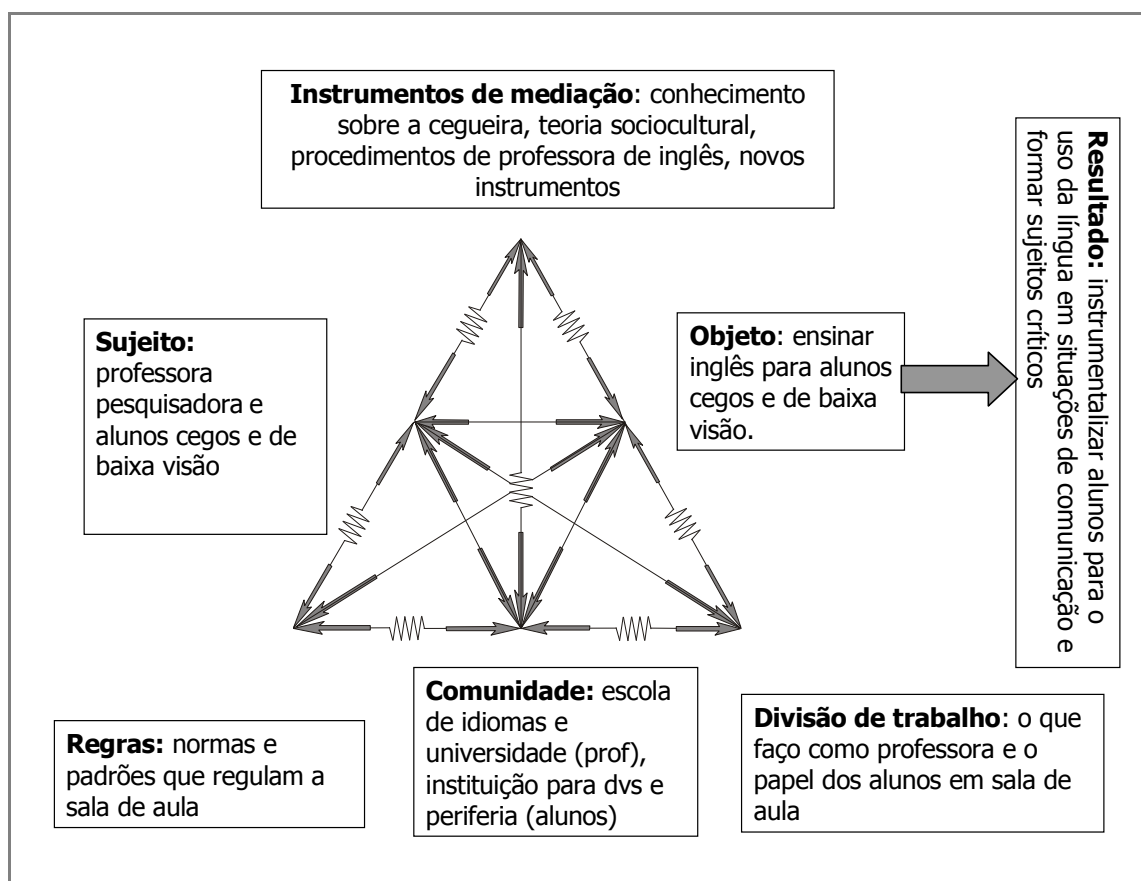 Instrumentos de mediação: conhecimento
sobre a cegueira, teoria sociocultural,
procedimentos de professora de inglês, novos
instrumentos
Sujeito:
professora
pesquisadora e
alunos cegos e de
baixa visão
Objeto: ensinar
inglês para alunos
cegos e de baixa
visão.
Resultado: instrumentalizar alunos para o
uso da língua em situações de comunicação e
formar sujeitos críticos
Regras: normas e
padrões que regulam a
sala de aula
Comunidade: escola
de idiomas e
universidade (prof),
instituição para dvs e
periferia (alunos)
Divisão de trabalho: o que
faço como professora e o
papel dos alunos em sala de
aula